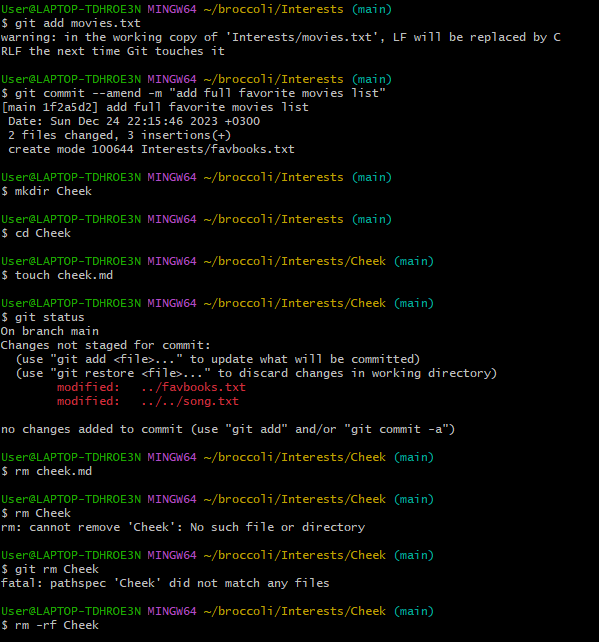 User@LAPTOP-TDHROE3N MINGW64 ~/broccoli/Interests (main)
$ git add movies.txt
warning: in the working copy of 'Interests/movies.txt', LF will be replaced by C
RLF the next time Git touches it
User@LAPTOP-TDHROE3N MINGW64 ~/broccoli/Interests (main)
$ git commit --amend -m "add full favorite movies list"
[main 1f2a5d2] add full favorite movies list
 Date: Sun Dec 24 22:15:46 2023 +0300
 2 files changed, 3 insertions(+)
 create mode 100644 Interests/favbooks.txt
User@LAPTOP-TDHROE3N MINGW64 ~/broccoli/Interests (main)
$ mkdir Cheek
User@LAPTOP-TDHROE3N MINGW64 ~/broccoli/Interests (main)
$ cd Cheek
User@LAPTOP-TDHROE3N MINGW64 ~/broccoli/Interests/Cheek (main)
$ touch cheek.md
User@LAPTOP-TDHROE3N MINGW64 ~/broccoli/Interests/Cheek (main)
$ git status
On branch main
Changes not staged for commit:
  (use "git add <file>..." to update what will be committed)
  (use "git restore <file>..." to discard changes in working directory)
        modified:   ../favbooks.txt
        modified:   ../../song.txt
no changes added to commit (use "git add" and/or "git commit -a")
User@LAPTOP-TDHROE3N MINGW64 ~/broccoli/Interests/Cheek (main)
$ rm cheek.md
User@LAPTOP-TDHROE3N MINGW64 ~/broccoli/Interests/Cheek (main)
$ rm Cheek
rm: cannot remove 'Cheek': No such file or directory
User@LAPTOP-TDHROE3N MINGW64 ~/broccoli/Interests/Cheek (main)
$ git rm Cheek
fatal: pathspec 'Cheek' did not match any files
User@LAPTOP-TDHROE3N MINGW64 ~/broccoli/Interests/Cheek (main)
$ rm -rf Cheek